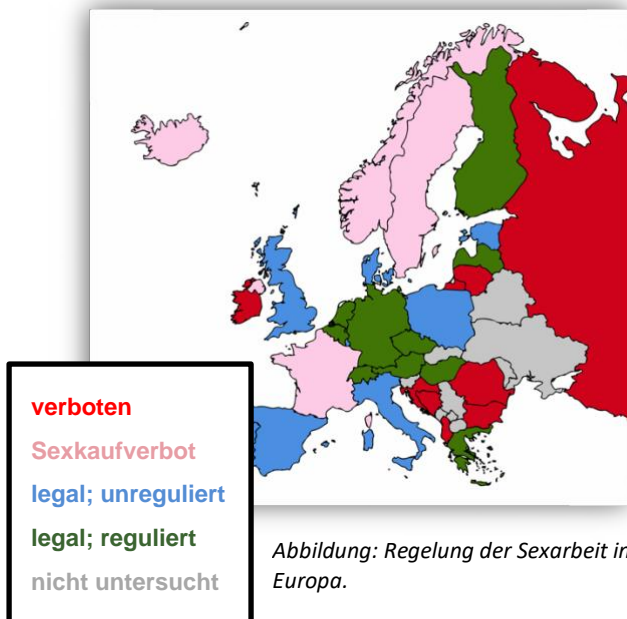 verboten
Sexkaufverbot
legal; unreguliert
legal; reguliert
nicht untersucht
Abbildung: Regelung der Sexarbeit in
Europa.